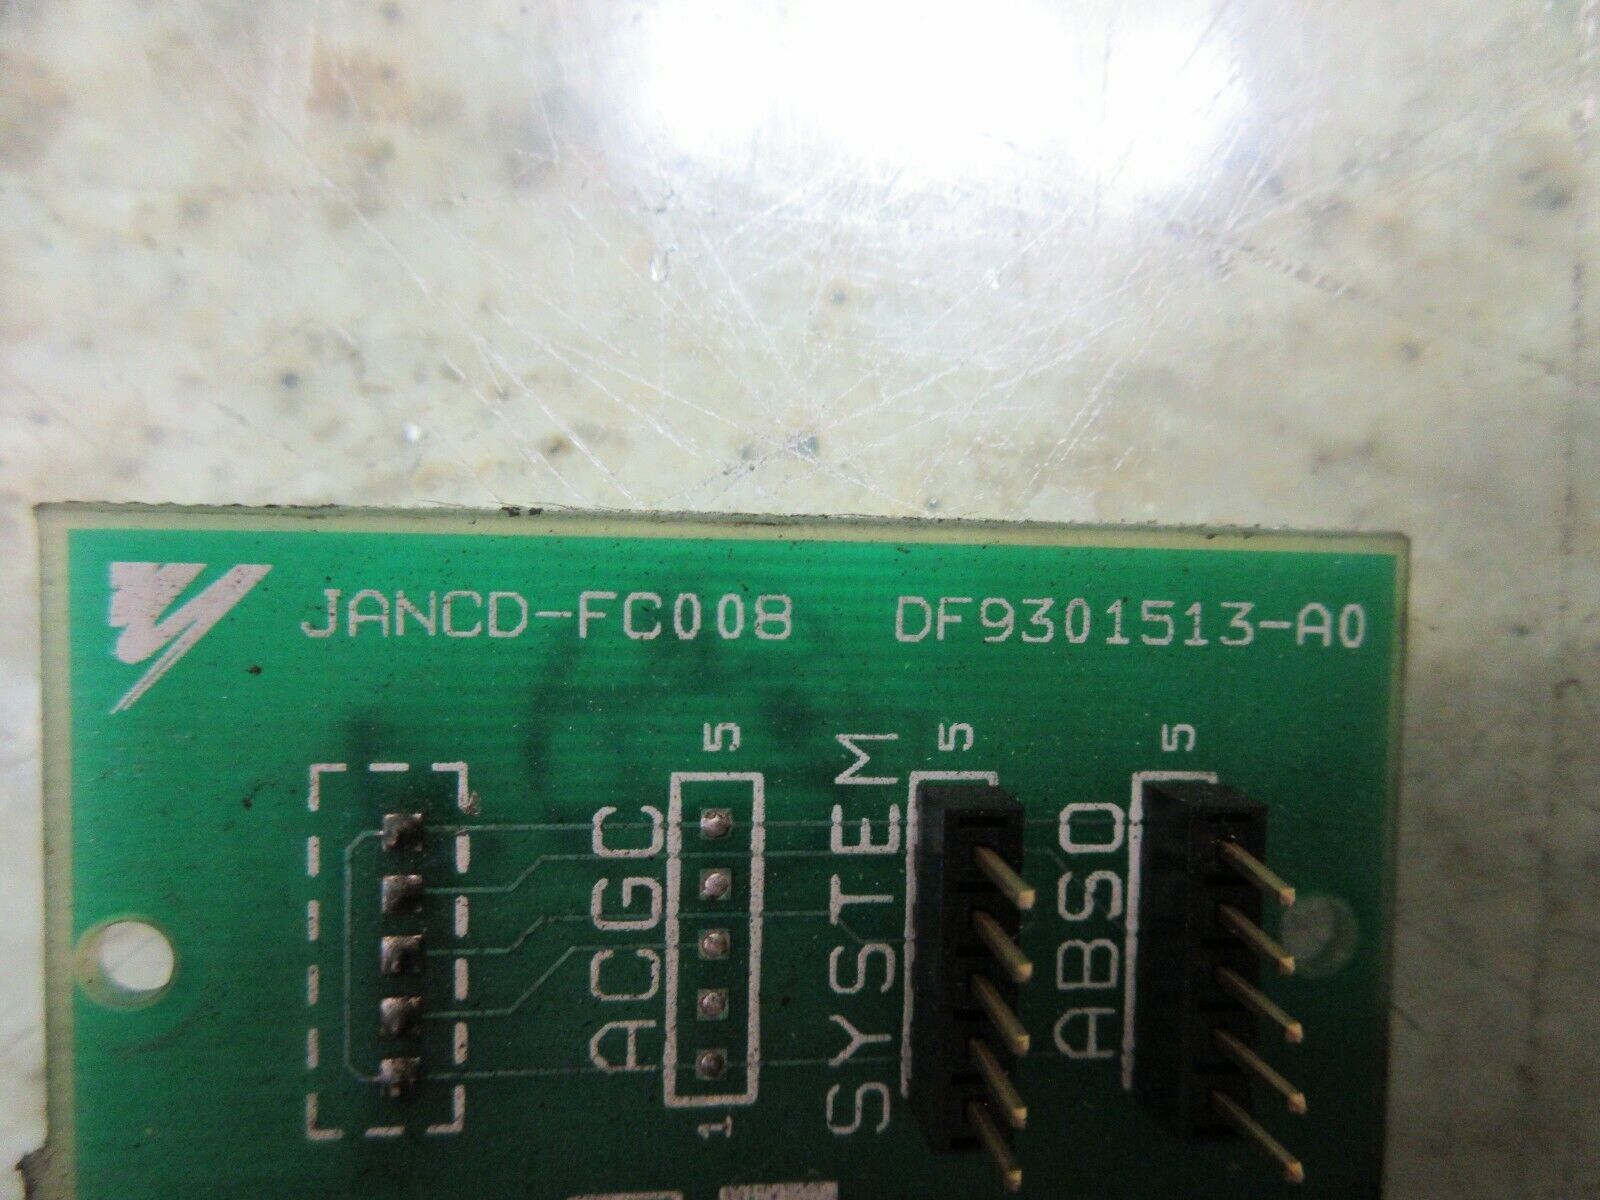 JANCD-FC008 DF9301513-A0
5 5 5
ACGC
SYSTEM
ABSO
1